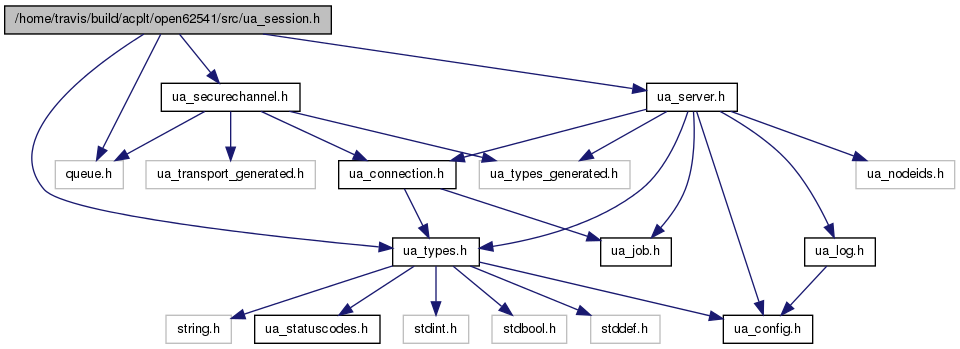 /home/travis/build/acplt/open62541/src/ua_session.h
ua_securechannel.h
ua_server.h
queue.h
ua_transport_generated.h
ua_connection.h
ua_types_generated.h
ua_nodeids.h
ua_types.h
ua_job.h
ua_log.h
string.h
ua_statuscodes.h
stdint.h
stdbool.h
stddef.h
ua_config.h